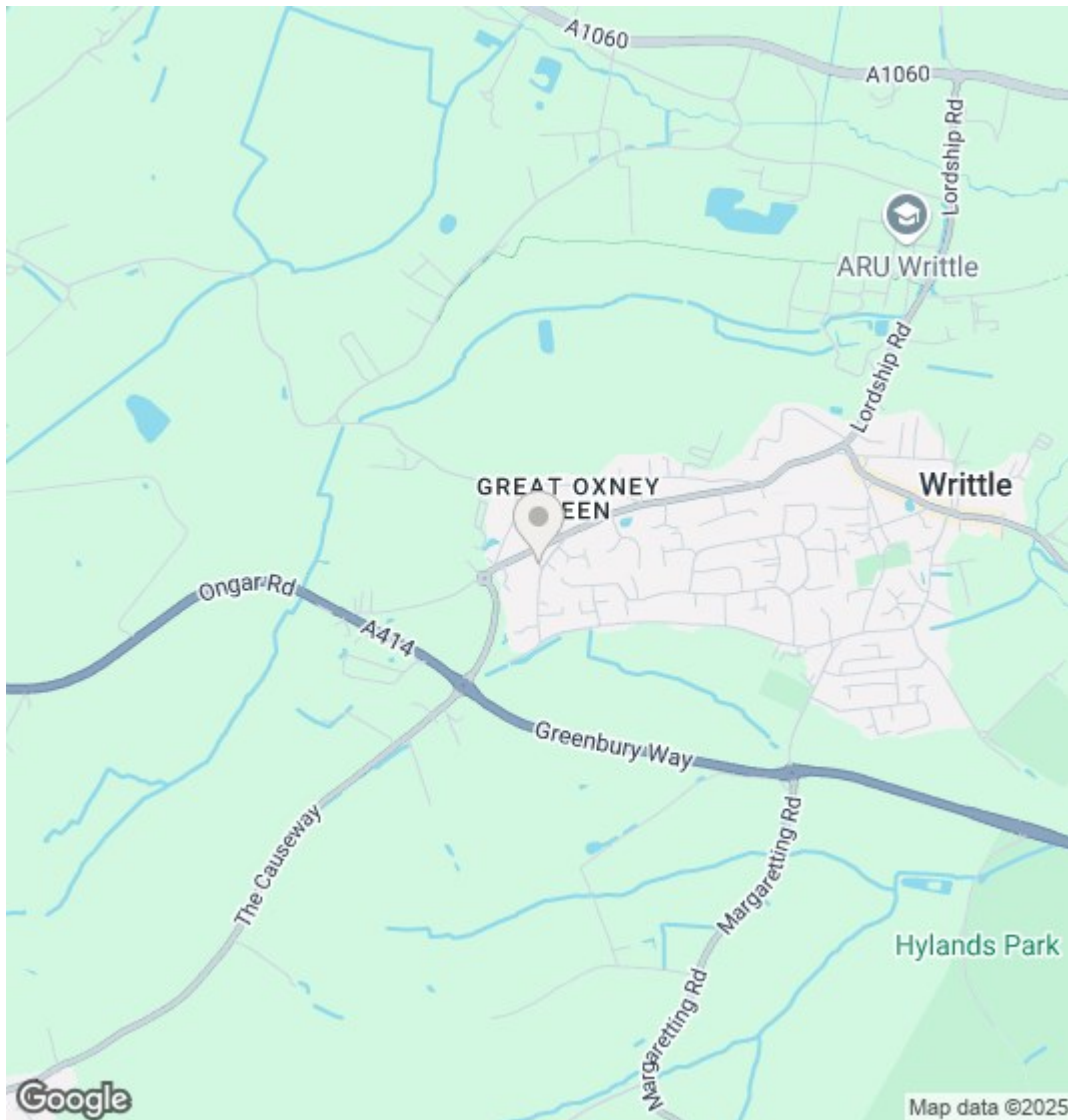 A1060
A1060
Lordship Rd
ARU Writtle
Lordship Rd
GREAT OXNEY
EEN
Writtle
Ongar Rd
A414
Greenbury Way
The Causeway
Margaretting Rd
Hylands Park
Margaretting Rd
Google
Map data ©2025